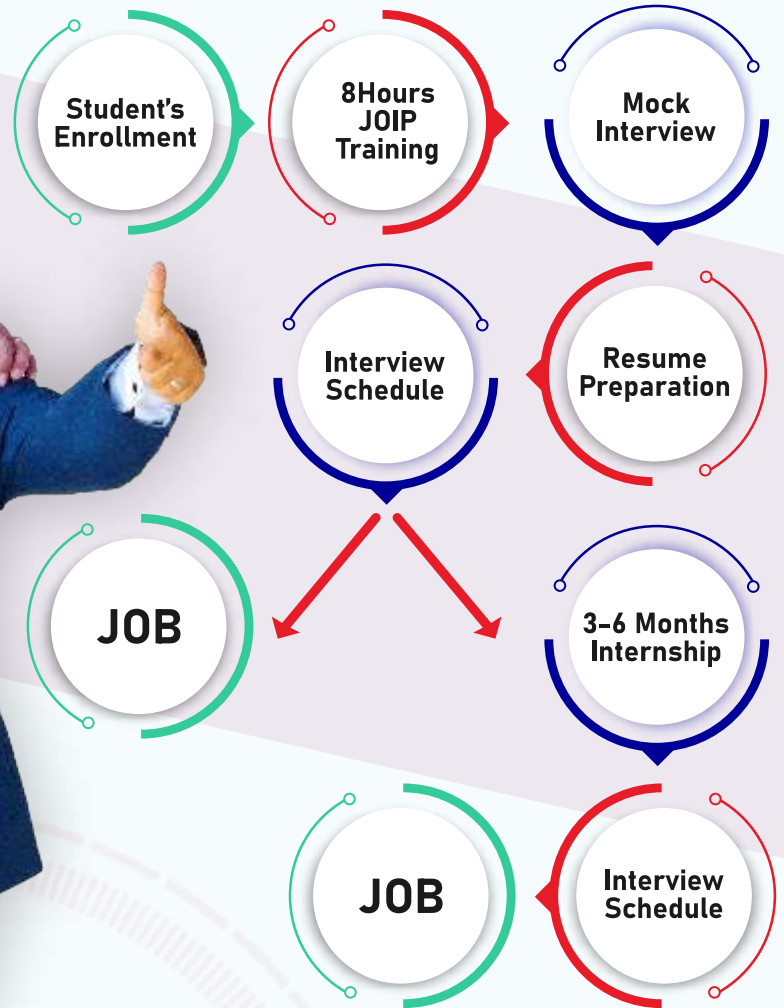 Student's
Enrollment
8Hours
JOIP
Training
Mock
Interview
Resume
Preparation
Interview
Schedule
JOB
3-6 Months
Internship
Interview
Schedule
JOB